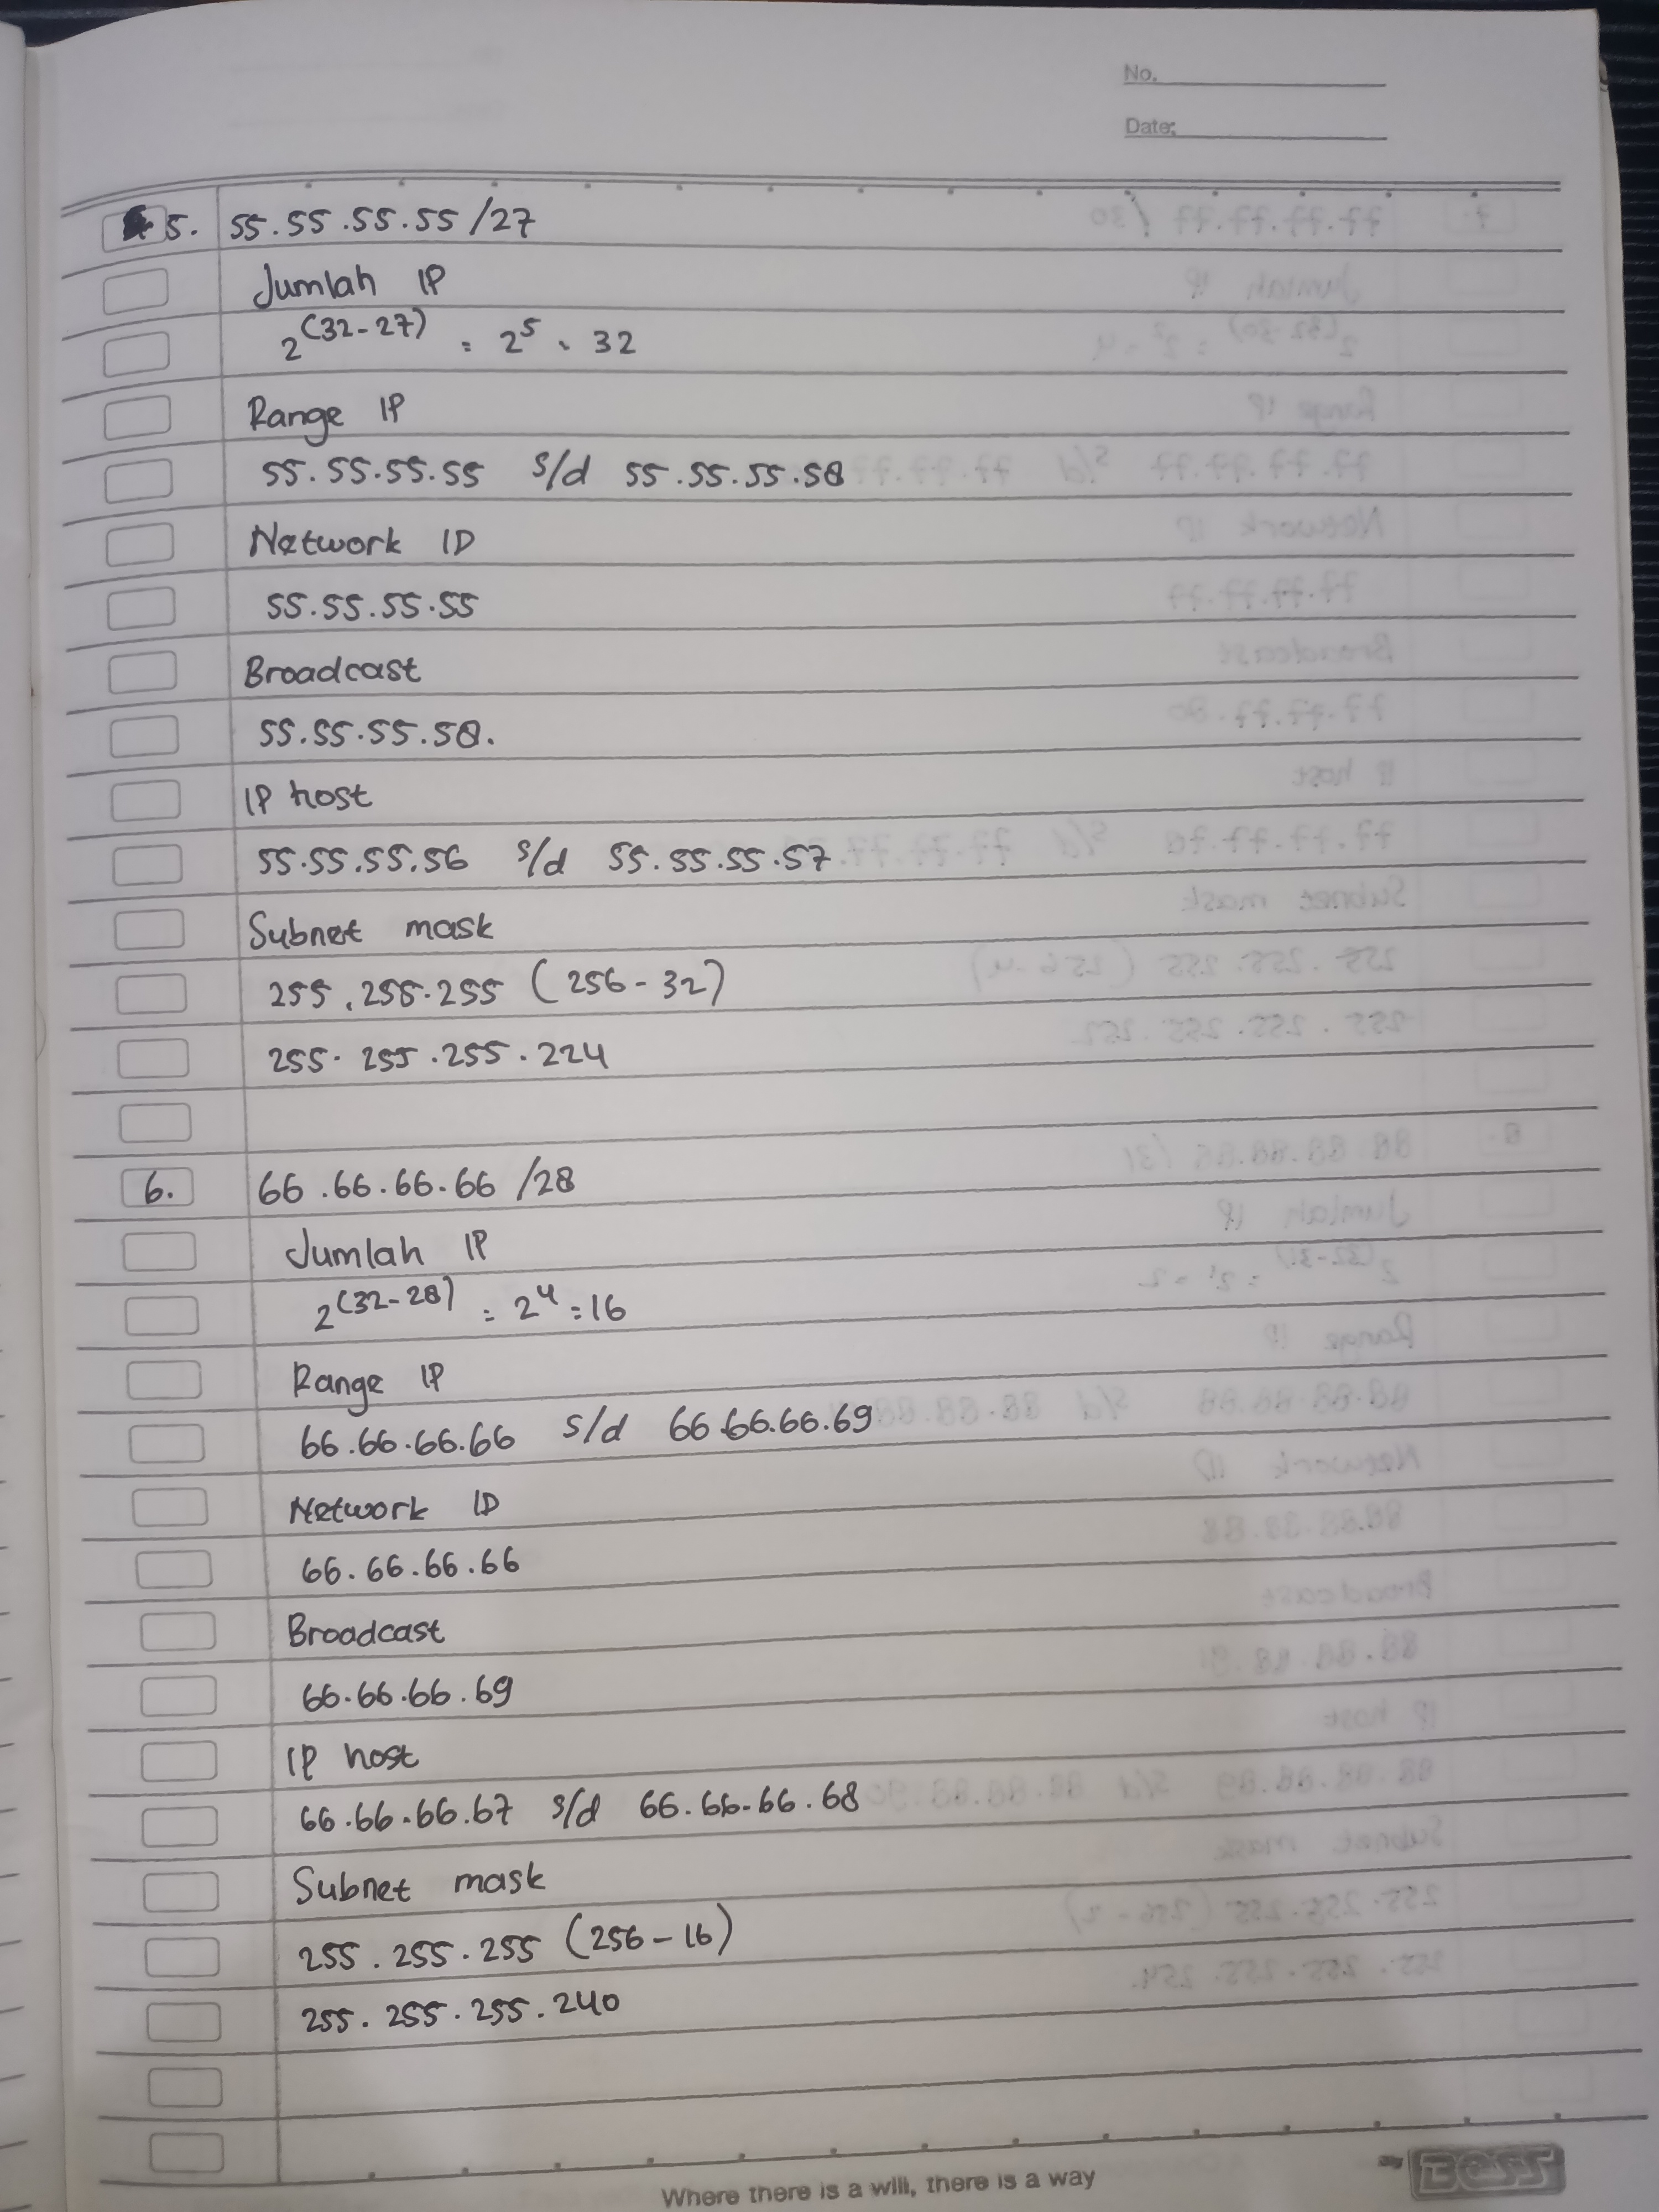 No.
Date:
5. 55.55.55.55 /27
Jumlah IP
2^(32-27) = 2^5 = 32
Range IP
55.55.55.55 s/d 55.55.55.58
Network ID
55.55.55.55
Broadcast
55.55.55.58.
IP host
55.55.55.56 s/d 55.55.55.57
Subnet mask
255.255.255 (256-32)
255.255.255.224
6. 66.66.66.66 /28
Jumlah IP
2^(32-28) = 2^4 = 16
Range IP
66.66.66.66 s/d 66.66.66.69
Network ID
66.66.66.66
Broadcast
66.66.66.69
IP host
66.66.66.67 s/d 66.66.66.68
Subnet mask
255.255.255 (256-16)
255.255.255.240
Where there is a will, there is a way
BOSS